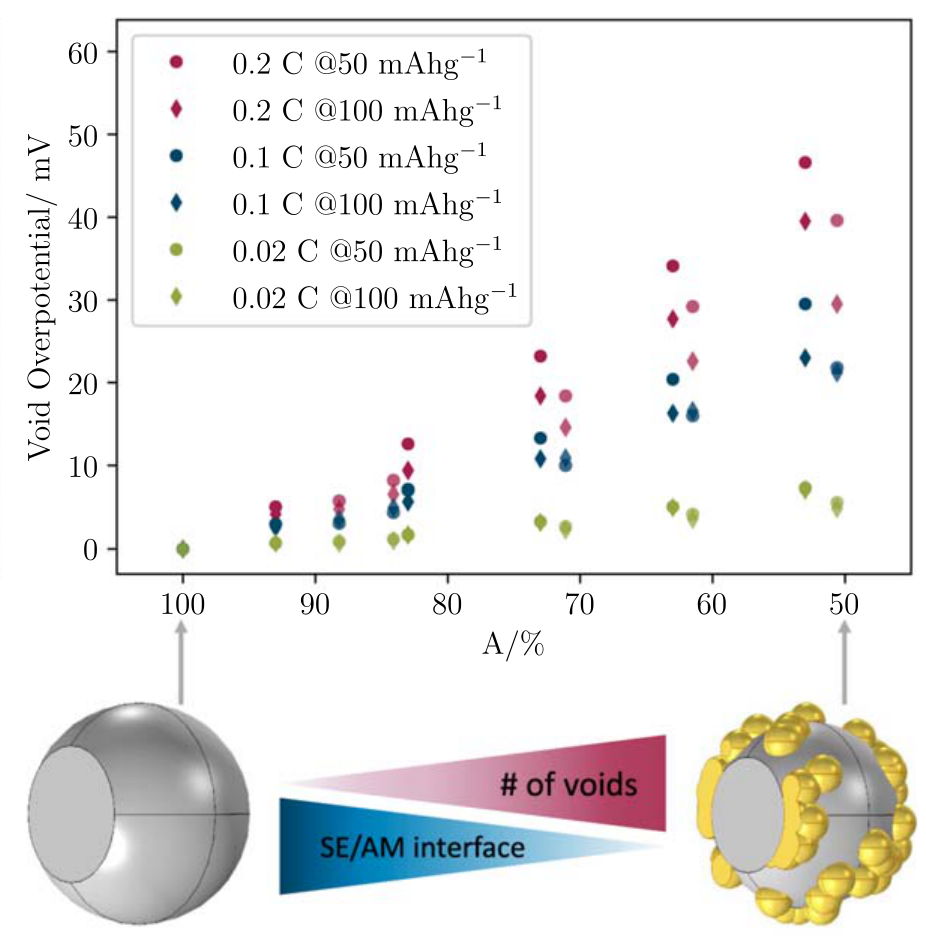 60
50
40
30
20
10
0
Void Overpotential/ mV
0.2 C @50 mAhg⁻¹
0.2 C @100 mAhg⁻¹
0.1 C @50 mAhg⁻¹
0.1 C @100 mAhg⁻¹
0.02 C @50 mAhg⁻¹
0.02 C @100 mAhg⁻¹
100 90 80 70 60 50
A/%
# of voids
SE/AM interface